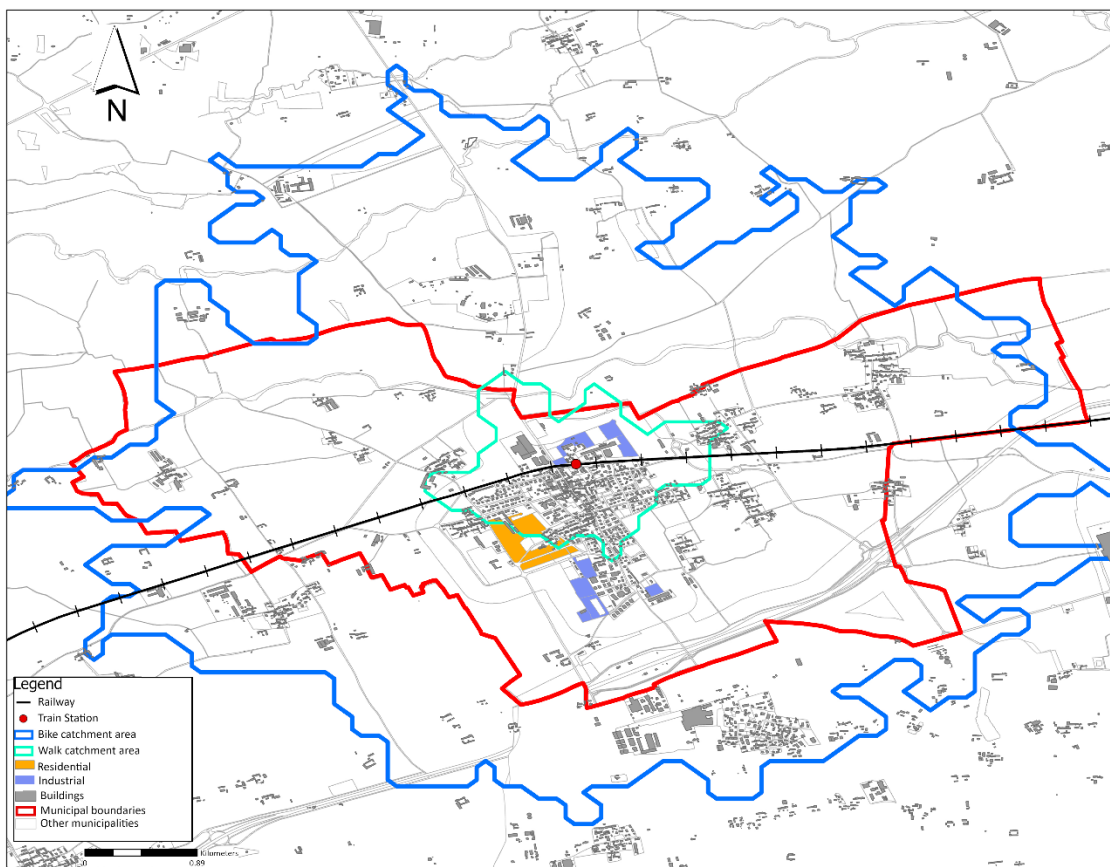 N
Legend
Railway
Train Station
Bike catchment area
Walk catchment area
Residential
Industrial
Buildings
Municipal boundaries
Other municipalities
Kilometers
0 0.89